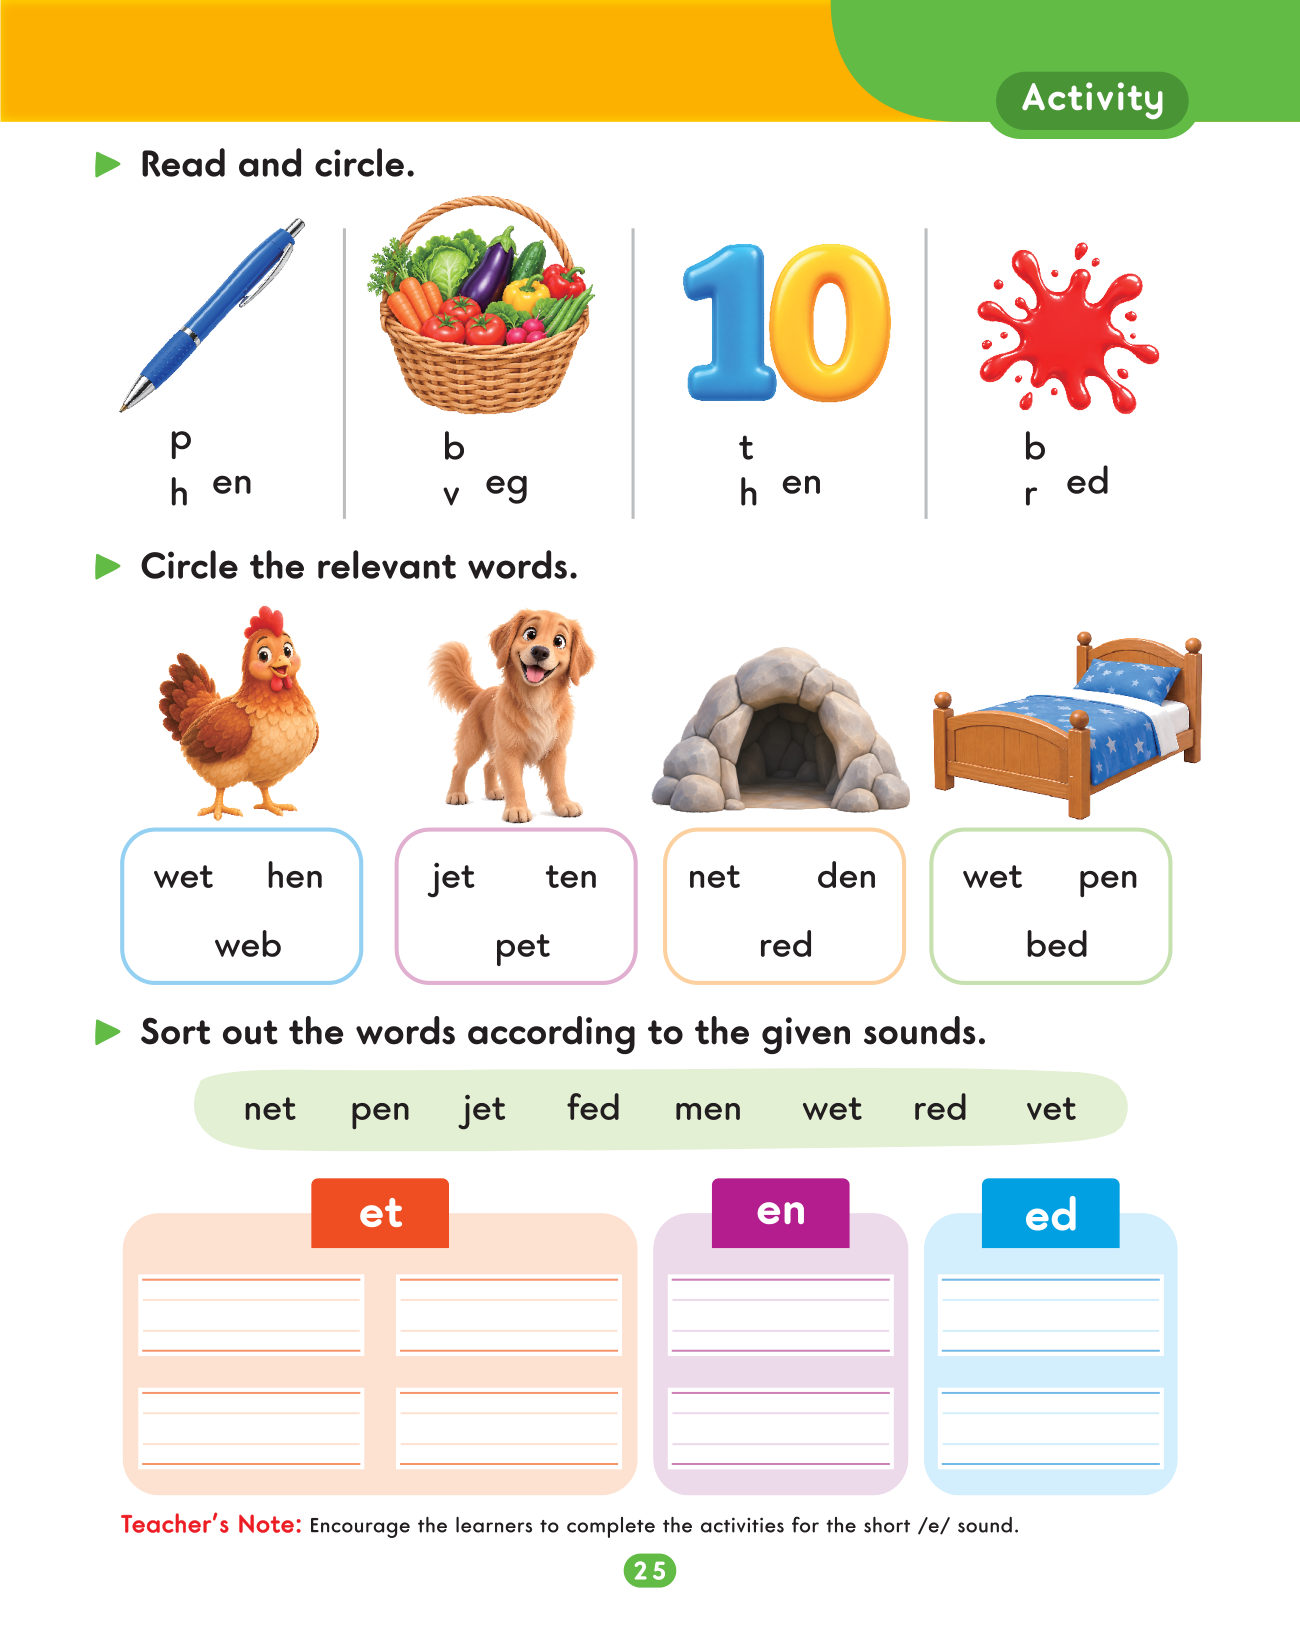 Activity
Read and circle.
10
p
h en
b
v eg
t
h en
b
r ed
Circle the relevant words.
wet hen
web
jet ten
pet
net den
red
wet pen
bed
Sort out the words according to the given sounds.
net pen jet fed men wet red vet
et en ed
Teacher's Note: Encourage the learners to complete the activities for the short /e/ sound.
25